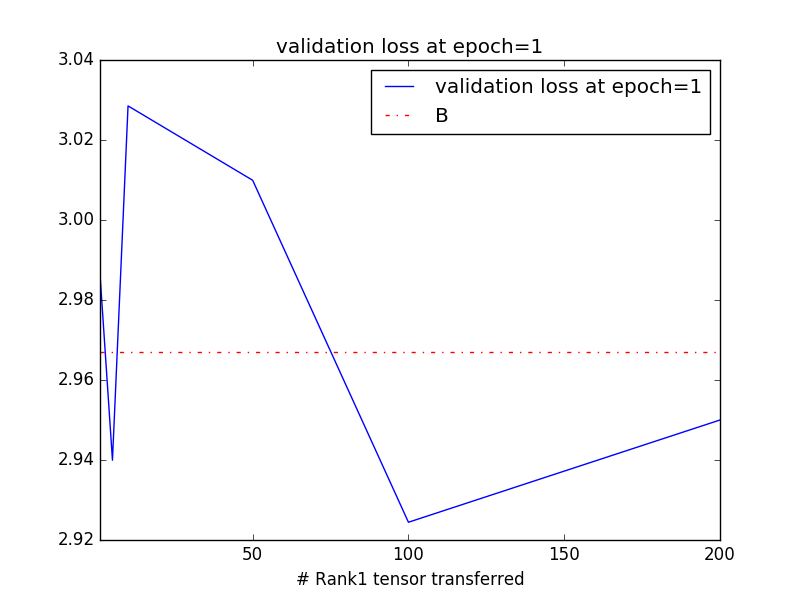 validation loss at epoch=1
3.04
3.02
3.00
2.98
2.96
2.94
2.92
validation loss at epoch=1
B
50
100
150
200
# Rank1 tensor transferred